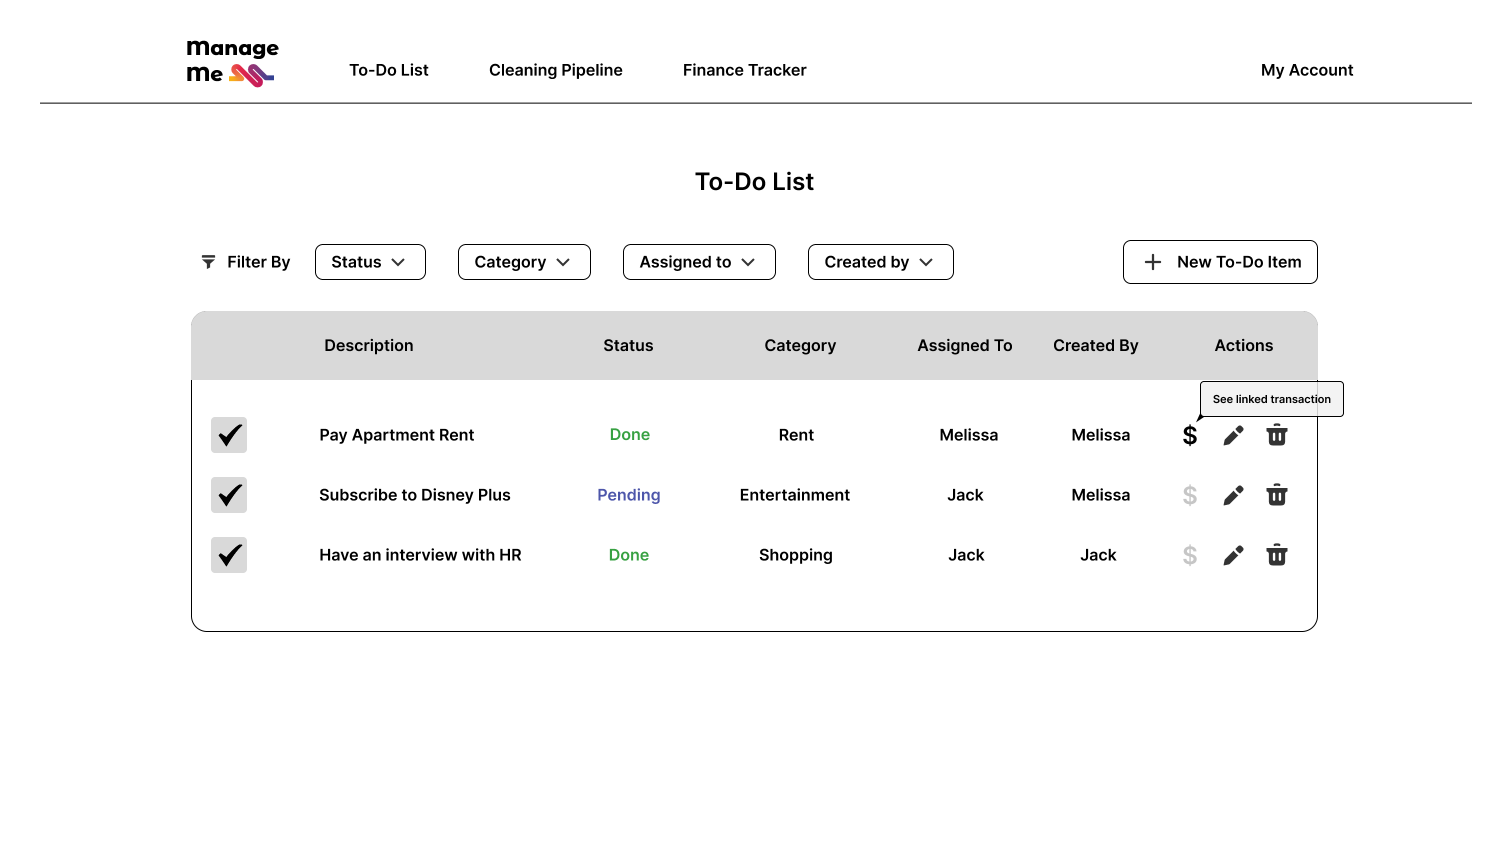 manage
me
To-Do List Cleaning Pipeline Finance Tracker My Account
To-Do List
Filter By Status Category Assigned to Created by New To-Do Item
Description Status Category Assigned To Created By Actions
See linked transaction
Pay Apartment Rent Done Rent Melissa Melissa $
Subscribe to Disney Plus Pending Entertainment Jack Melissa $
Have an interview with HR Done Shopping Jack Jack $